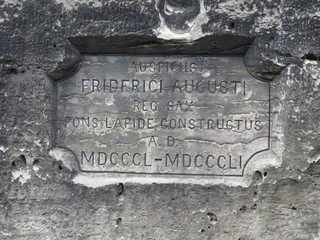 AUSPICIIS
FRIDERICI AUGUSTI
REG. SAX.
PONS LAPIDE CONSTRUCTUS
A. D.
MDCCCL-MDCCCLI